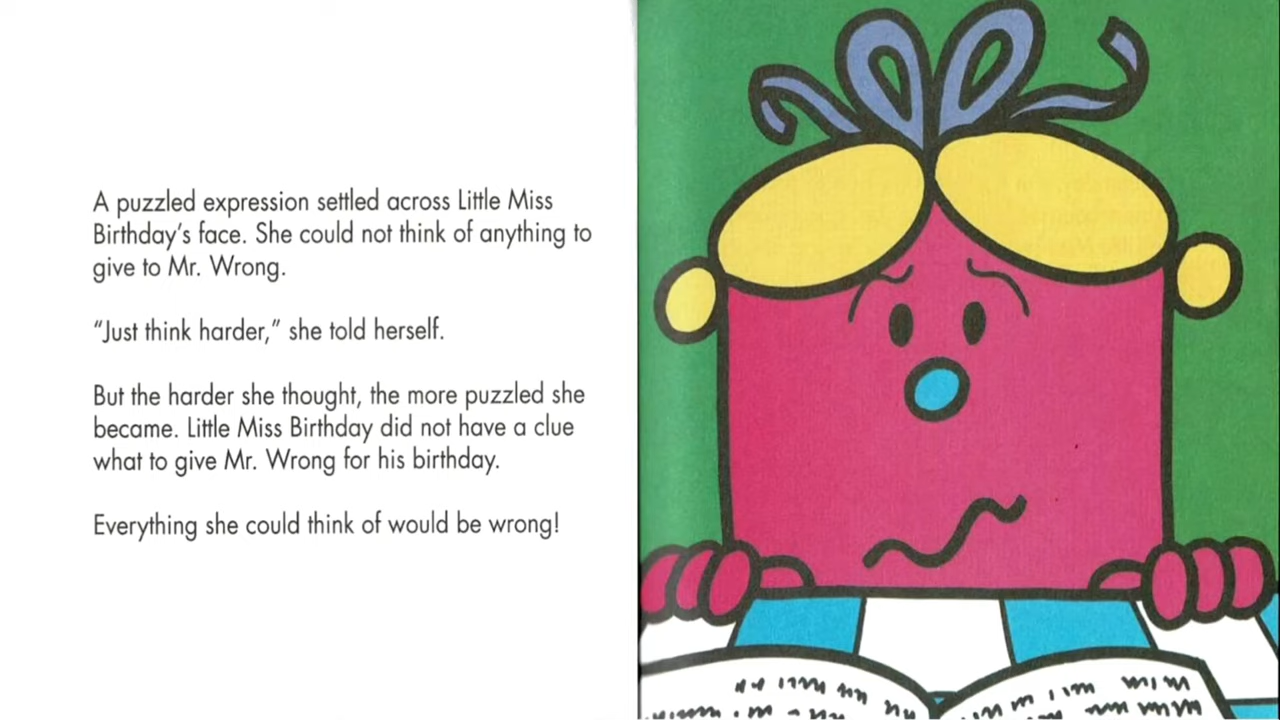 A puzzled expression settled across Little Miss
Birthday’s face. She could not think of anything to
give to Mr. Wrong.
“Just think harder,” she told herself.
But the harder she thought, the more puzzled she
became. Little Miss Birthday did not have a clue
what to give Mr. Wrong for his birthday.
Everything she could think of would be wrong!